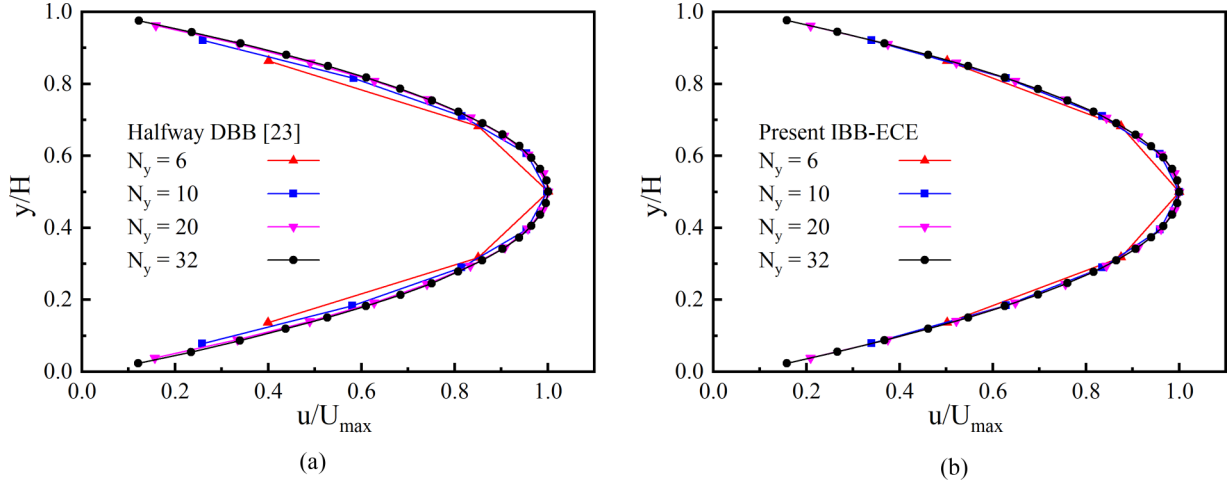 1.0
0.8
0.6
0.4
0.2
0.0
y/H
Halfway DBB [23]
N_y = 6
N_y = 10
N_y = 20
N_y = 32
0.0 0.2 0.4 0.6 0.8 1.0
u/U_max
(a)
1.0
0.8
0.6
0.4
0.2
0.0
y/H
Present IBB-ECE
N_y = 6
N_y = 10
N_y = 20
N_y = 32
0.0 0.2 0.4 0.6 0.8 1.0
u/U_max
(b)